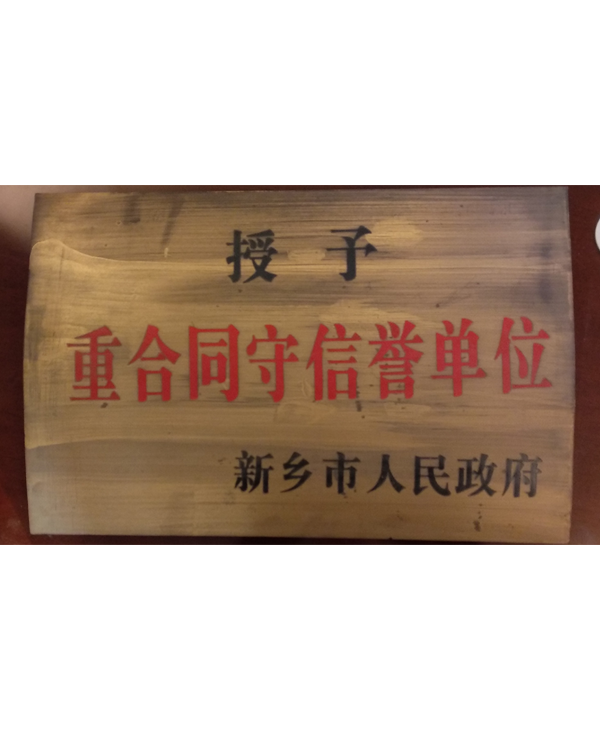 授予
重合同守信誉单位
新乡市人民政府